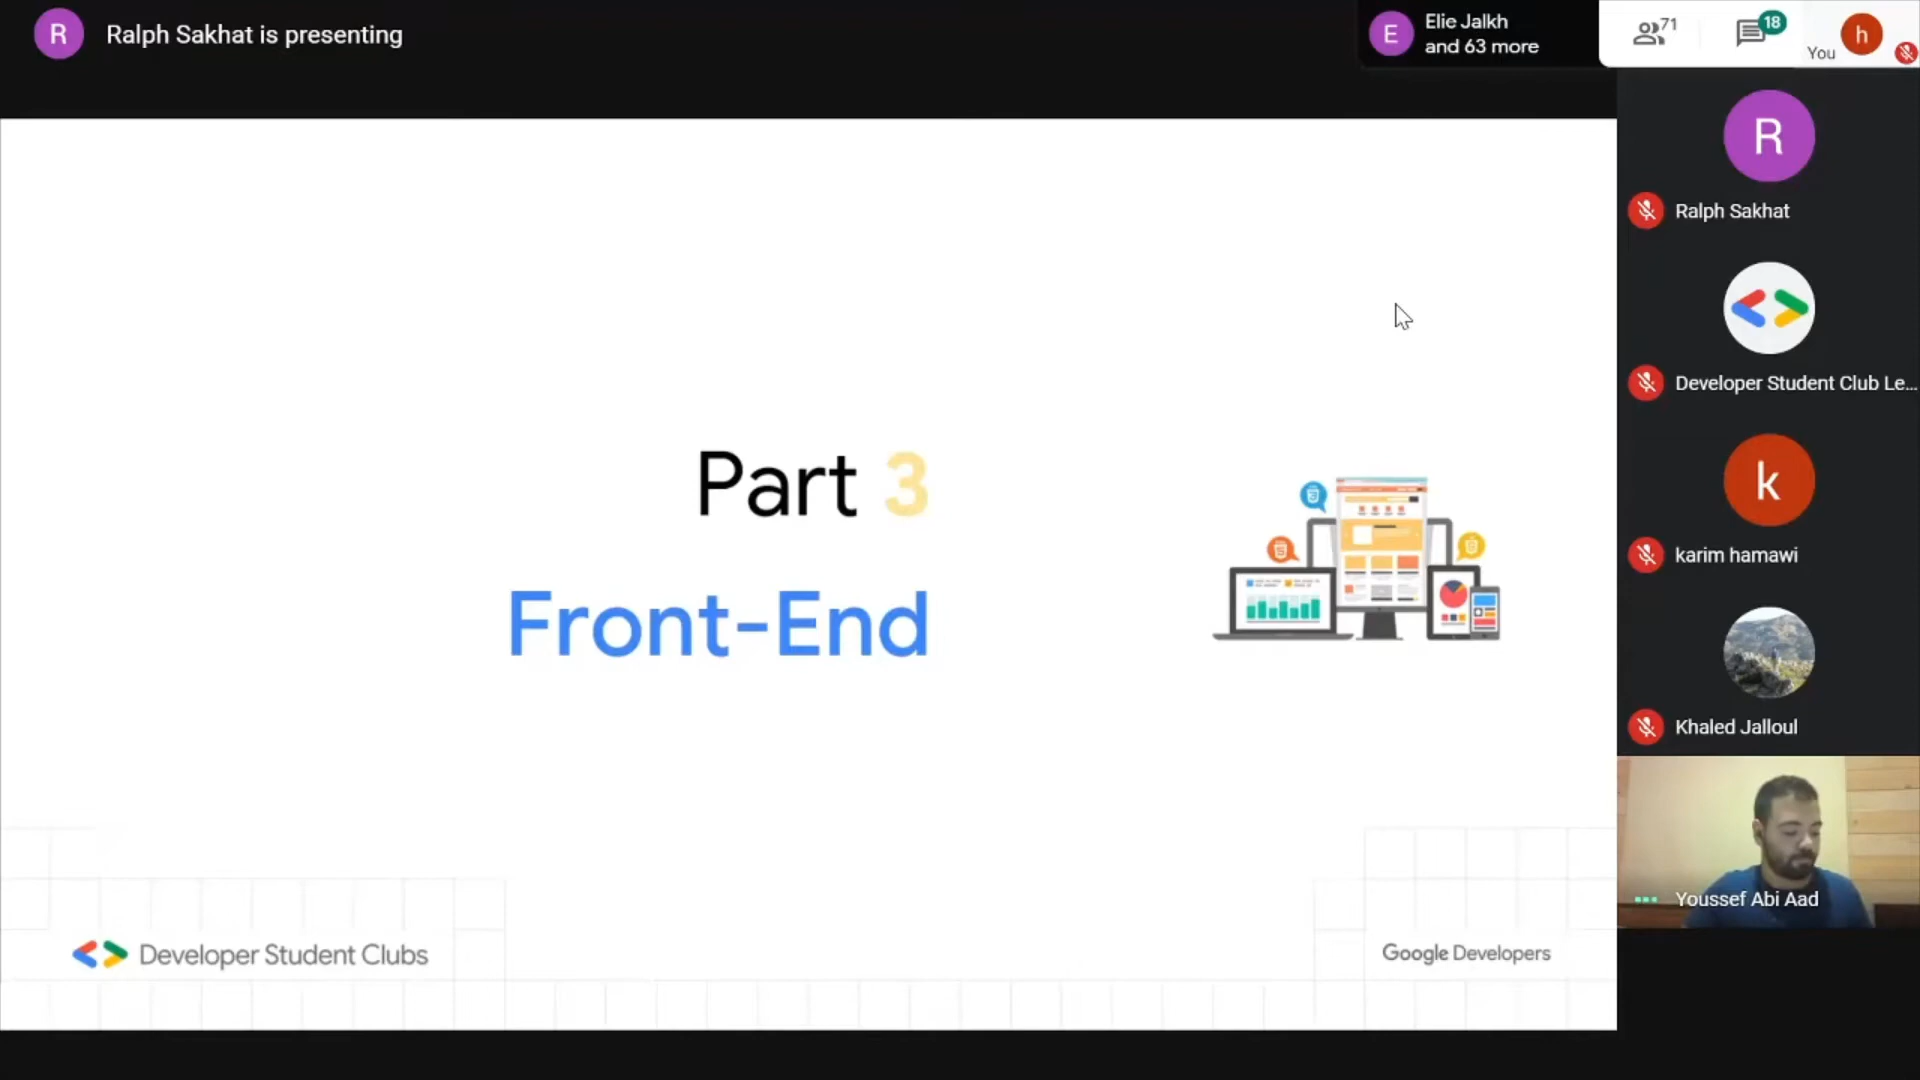 R
Ralph Sakhat is presenting
E
Elie Jalkh
and 63 more
71
18
You
h
R
Ralph Sakhat
Developer Student Club Le...
k
karim hamawi
Khaled Jalloul
Youssef Abi Aad
Part 3
Front-End
Developer Student Clubs
Google Developers